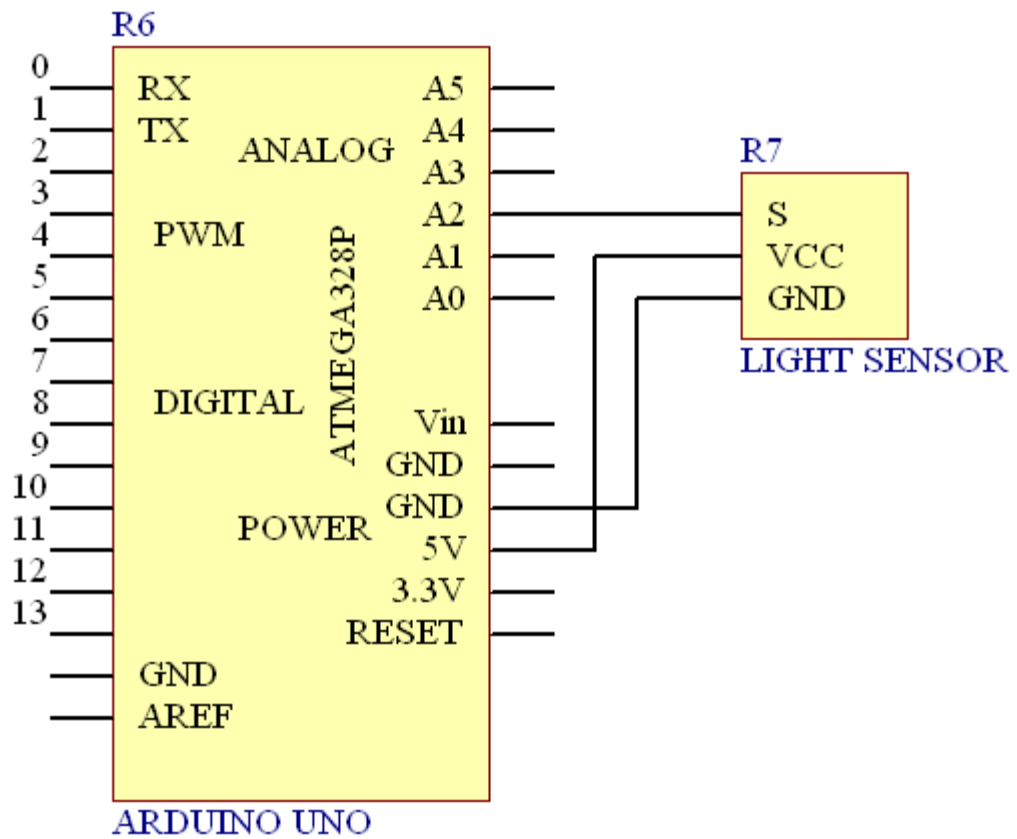 R6
0
1
2
3
4
5
6
7
8
9
10
11
12
13
RX
TX
PWM
DIGITAL
GND
AREF
ANALOG
ATMEGA328P
POWER
A5
A4
A3
A2
A1
A0
Vin
GND
GND
5V
3.3V
RESET
ARDUINO UNO
R7
S
VCC
GND
LIGHT SENSOR